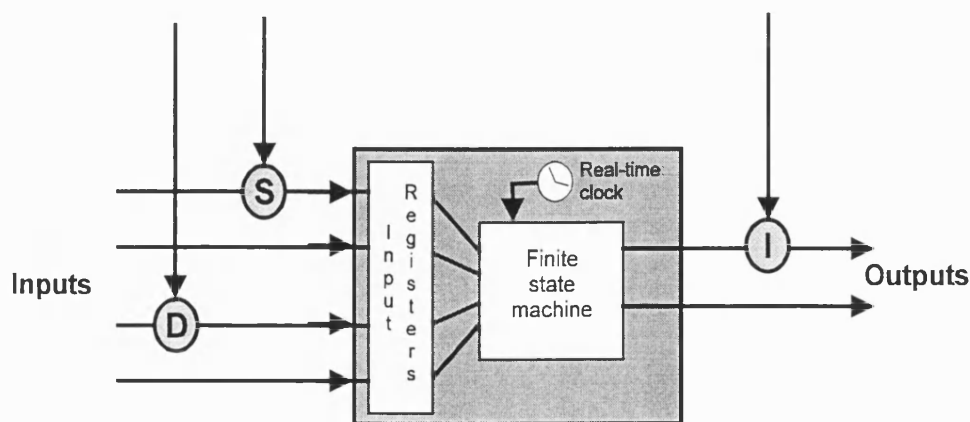 S
Real-time
clock
Input
Registers
Finite
state
machine
I
Inputs
D
Outputs